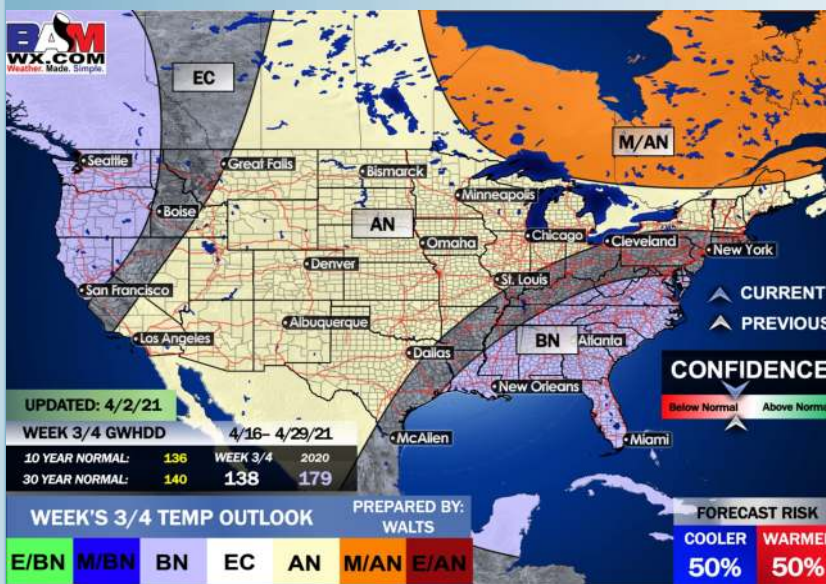 BAM
WX.COM
Weather. Made. Simple.
EC
M/AN
Seattle
Great Falls
Bismarck
Minneapolis
Boise
AN
Omaha
Chicago
Cleveland
New York
San Francisco
Denver
St. Louis
Los Angeles
Albuquerque
Dallas
BN
Atlanta
New Orleans
McAllen
Miami
CURRENT
PREVIOUS
CONFIDENCE
Below Normal
Above Norma
UPDATED: 4/2/21
WEEK 3/4 GWHDD 4/16– 4/29/21
10 YEAR NORMAL: 136 WEEK 3/4 2020
30 YEAR NORMAL: 140 138 179
WEEK'S 3/4 TEMP OUTLOOK
PREPARED BY:
WALTS
E/BN M/BN BN EC AN M/AN E/AN
FORECAST RISK
COOLER WARMER
50% 50%